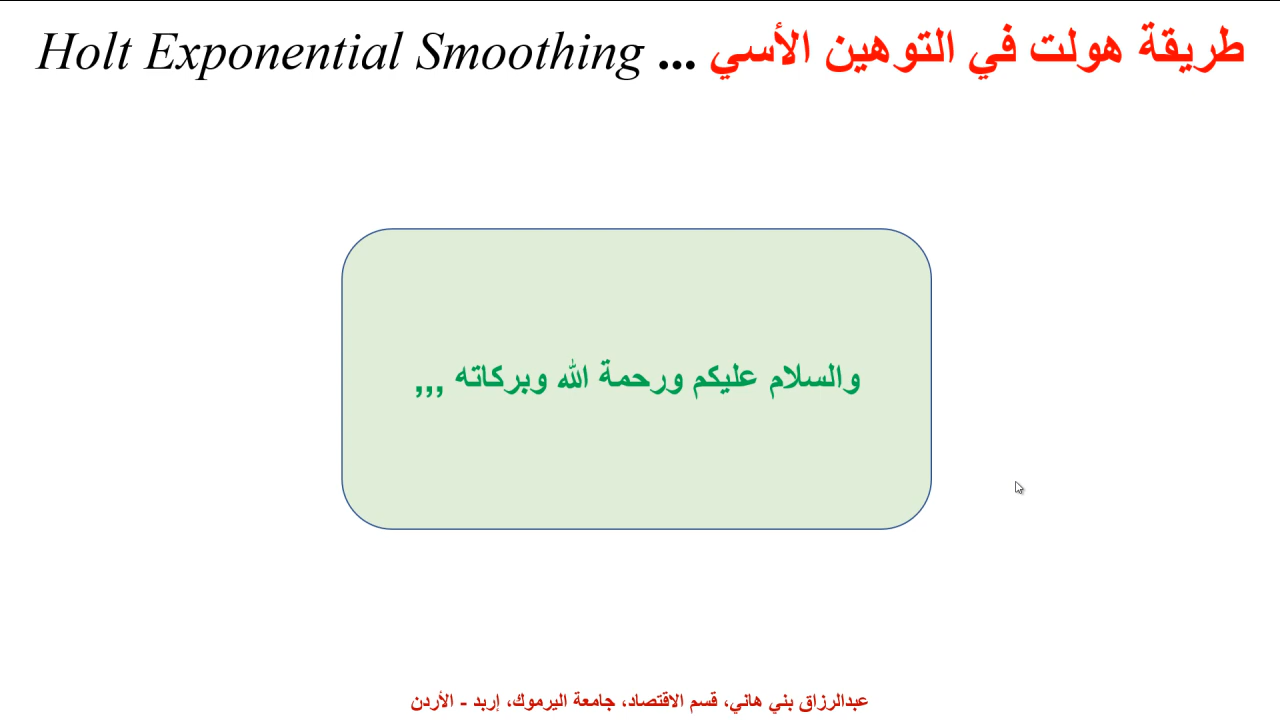 طريقة هولت في التوهين الأسي ... Holt Exponential Smoothing
والسلام عليكم ورحمة الله وبركاته ,,,
عبدالرزاق بني هاني، قسم الاقتصاد، جامعة اليرموك، إربد - الأردن